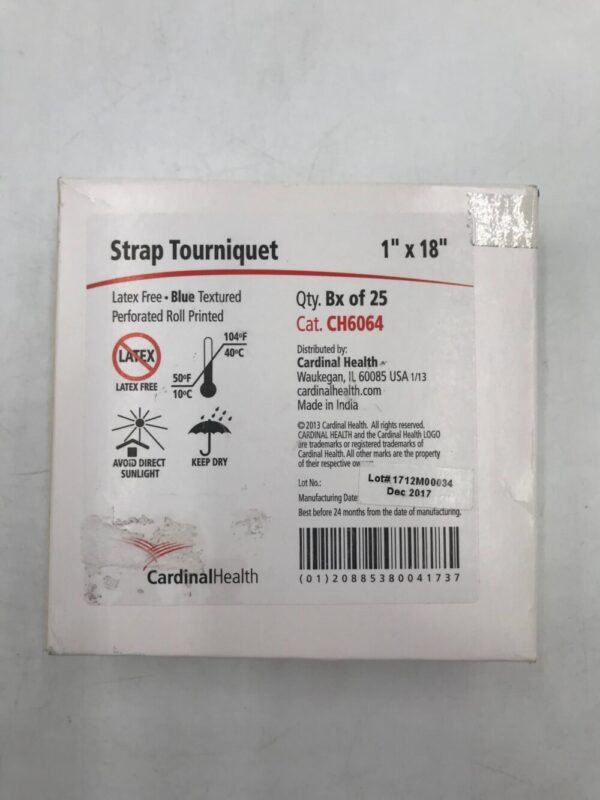 Strap Tourniquet 1" x 18"
Latex Free • Blue Textured
Perforated Roll Printed
LATEX
LATEX FREE
104ºF
40ºC
50ºF
10ºC
AVOID DIRECT
SUNLIGHT
KEEP DRY
Qty. Bx of 25
Cat. CH6064
Distributed by:
Cardinal Health
Waukegan, IL 60085 USA 1/13
cardinalhealth.com
Made in India
©2013 Cardinal Health. All rights reserved.
CARDINAL HEALTH and the Cardinal Health LOGO
are trademarks or registered trademarks of
Cardinal Health. All other marks are the property
of their respective
Lot No.:
Lot# 1712M00034
Manufacturing Date
Dec 2017
Best before 24 months from the date of manufacturing.
(01)20885380041737
CardinalHealth